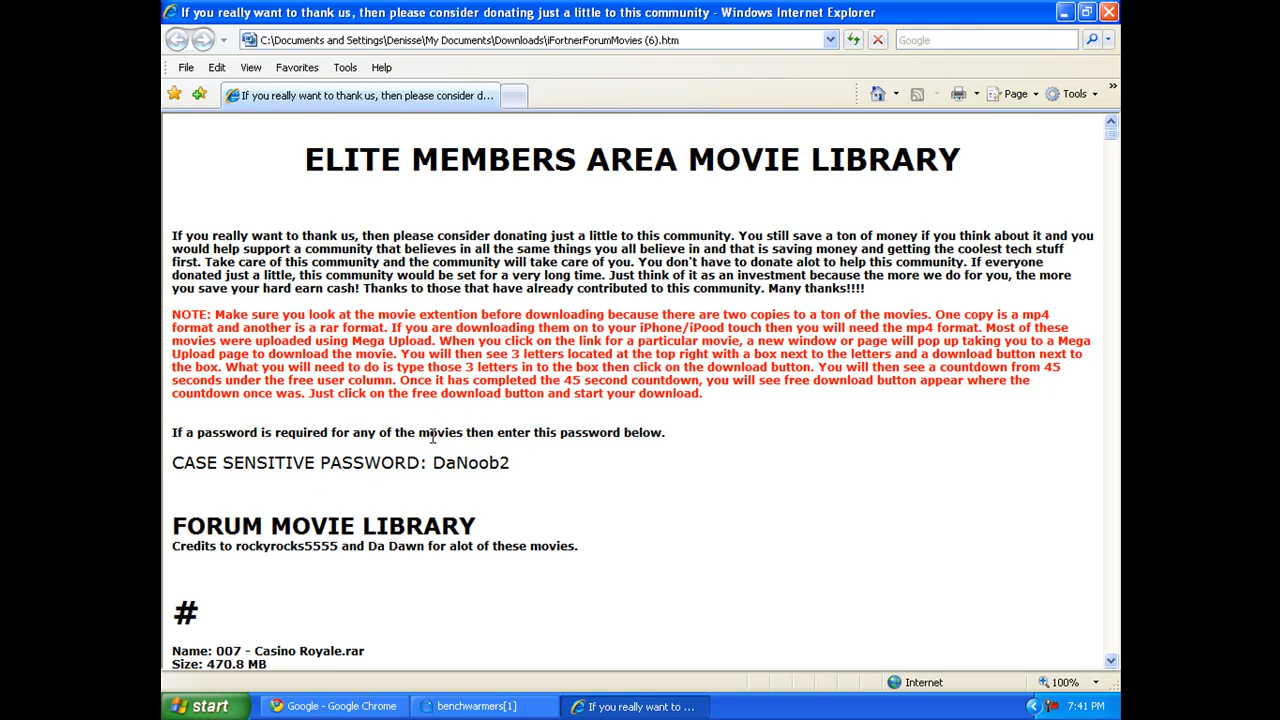 If you really want to thank us, then please consider donating just a little to this community - Windows Internet Explorer
C:\Documents and Settings\Denisse\My Documents\Downloads\iFortnerForumMovies (6).htm
Google
File Edit View Favorites Tools Help
If you really want to thank us, then please consider d...
Page Tools
ELITE MEMBERS AREA MOVIE LIBRARY
If you really want to thank us, then please consider donating just a little to this community. You still save a ton of money if you think about it and you
would help support a community that believes in all the same things you all believe in and that is saving money and getting the coolest tech stuff
first. Take care of this community and the community will take care of you. You don't have to donate alot to help this community. If everyone
donated just a little, this community would be set for a very long time. Just think of it as an investment because the more we do for you, the more
you save your hard earn cash! Thanks to those that have already contributed to this community. Many thanks!!!!
NOTE: Make sure you look at the movie extention before downloading because there are two copies to a ton of the movies. One copy is a mp4
format and another is a rar format. If you are downloading them on to your iPhone/iPood touch then you will need the mp4 format. Most of these
movies were uploaded using Mega Upload. When you click on the link for a particular movie, a new window or page will pop up taking you to a Mega
Upload page to download the movie. You will then see 3 letters located at the top right with a box next to the letters and a download button next to
the box. What you will need to do is type those 3 letters in to the box then click on the download button. You will then see a countdown from 45
seconds under the free user column. Once it has completed the 45 second countdown, you will see free download button appear where the
countdown once was. Just click on the free download button and start your download.
If a password is required for any of the movies then enter this password below.
CASE SENSITIVE PASSWORD: DaNoob2
FORUM MOVIE LIBRARY
Credits to rockyrocks5555 and Da Dawn for alot of these movies.
#
Name: 007 - Casino Royale.rar
Size: 470.8 MB
Internet 100%
start Google - Google Chrome benchwarmers[1] If you really want to ... 7:41 PM